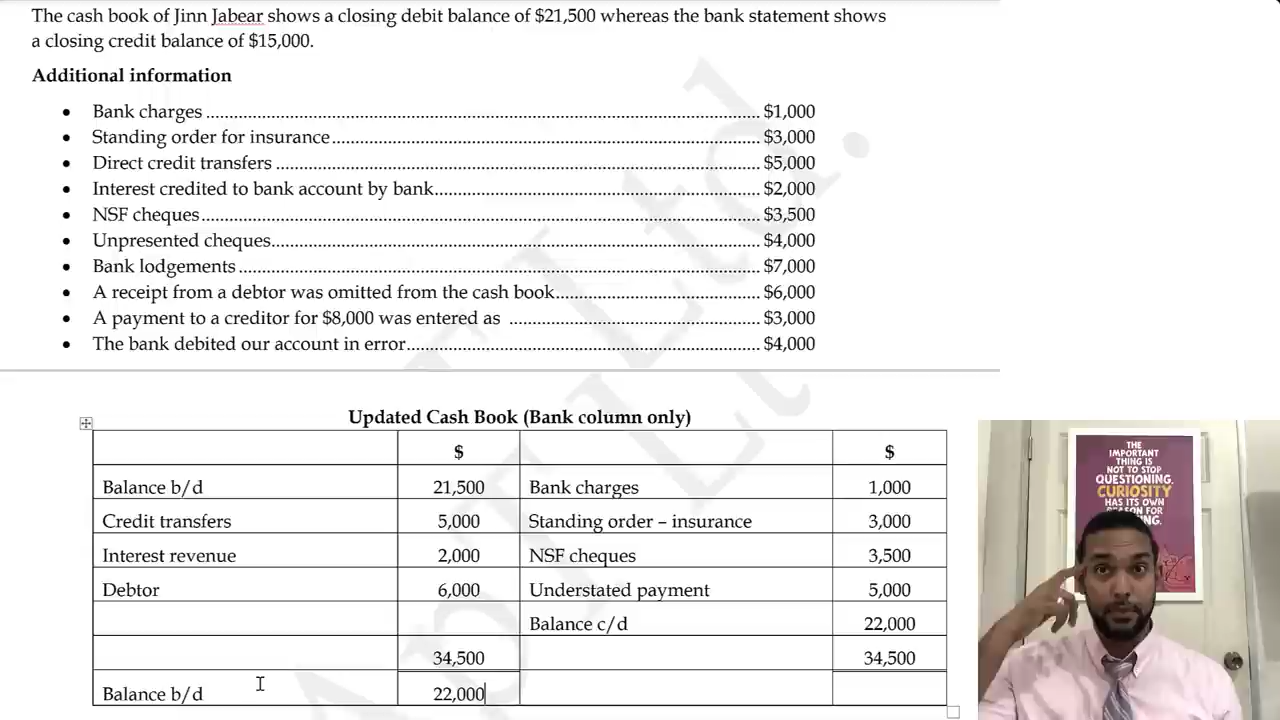 The cash book of Jinn Jabear shows a closing debit balance of $21,500 whereas the bank statement shows
a closing credit balance of $15,000.
Additional information
• Bank charges ........................................................................................................ $1,000
• Standing order for insurance................................................................................ $3,000
• Direct credit transfers ........................................................................................... $5,000
• Interest credited to bank account by bank............................................................ $2,000
• NSF cheques......................................................................................................... $3,500
• Unpresented cheques........................................................................................... $4,000
• Bank lodgements .................................................................................................. $7,000
• A receipt from a debtor was omitted from the cash book..................................... $6,000
• A payment to a creditor for $8,000 was entered as .............................................. $3,000
• The bank debited our account in error.................................................................. $4,000
Updated Cash Book (Bank column only)
$ $
Balance b/d 21,500 Bank charges 1,000
Credit transfers 5,000 Standing order – insurance 3,000
Interest revenue 2,000 NSF cheques 3,500
Debtor 6,000 Understated payment 5,000
Balance c/d 22,000
34,500 34,500
Balance b/d 22,000
THE
IMPORTANT
THING IS
NOT TO STOP
QUESTIONING.
CURIOSITY
HAS ITS OWN
REASON FOR
Ltd.